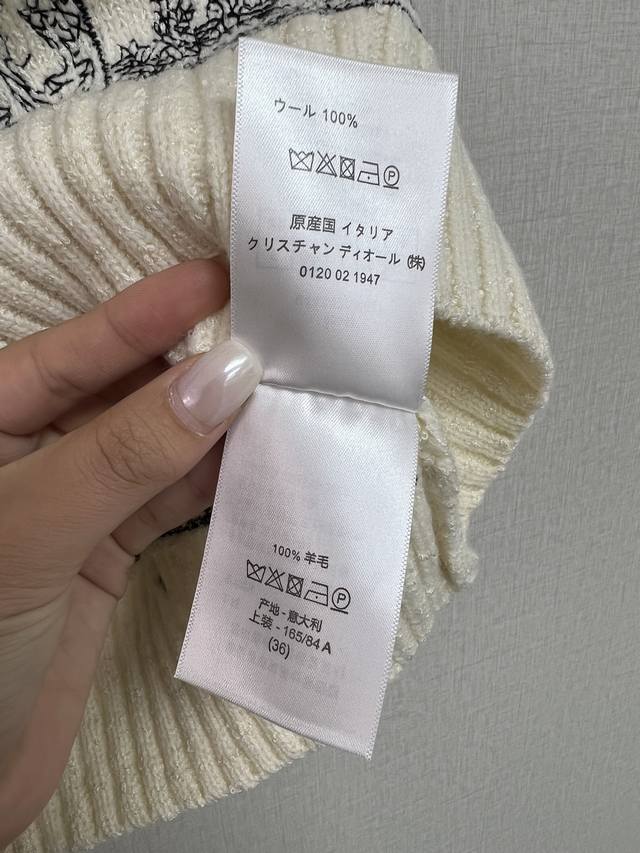 ウール 100%
P
原産国 イタリア
クリスチャン ディオール ㈱
0120 02 1947
100% 羊毛
P
产地 - 意大利
上装 - 165/84 A
(36)